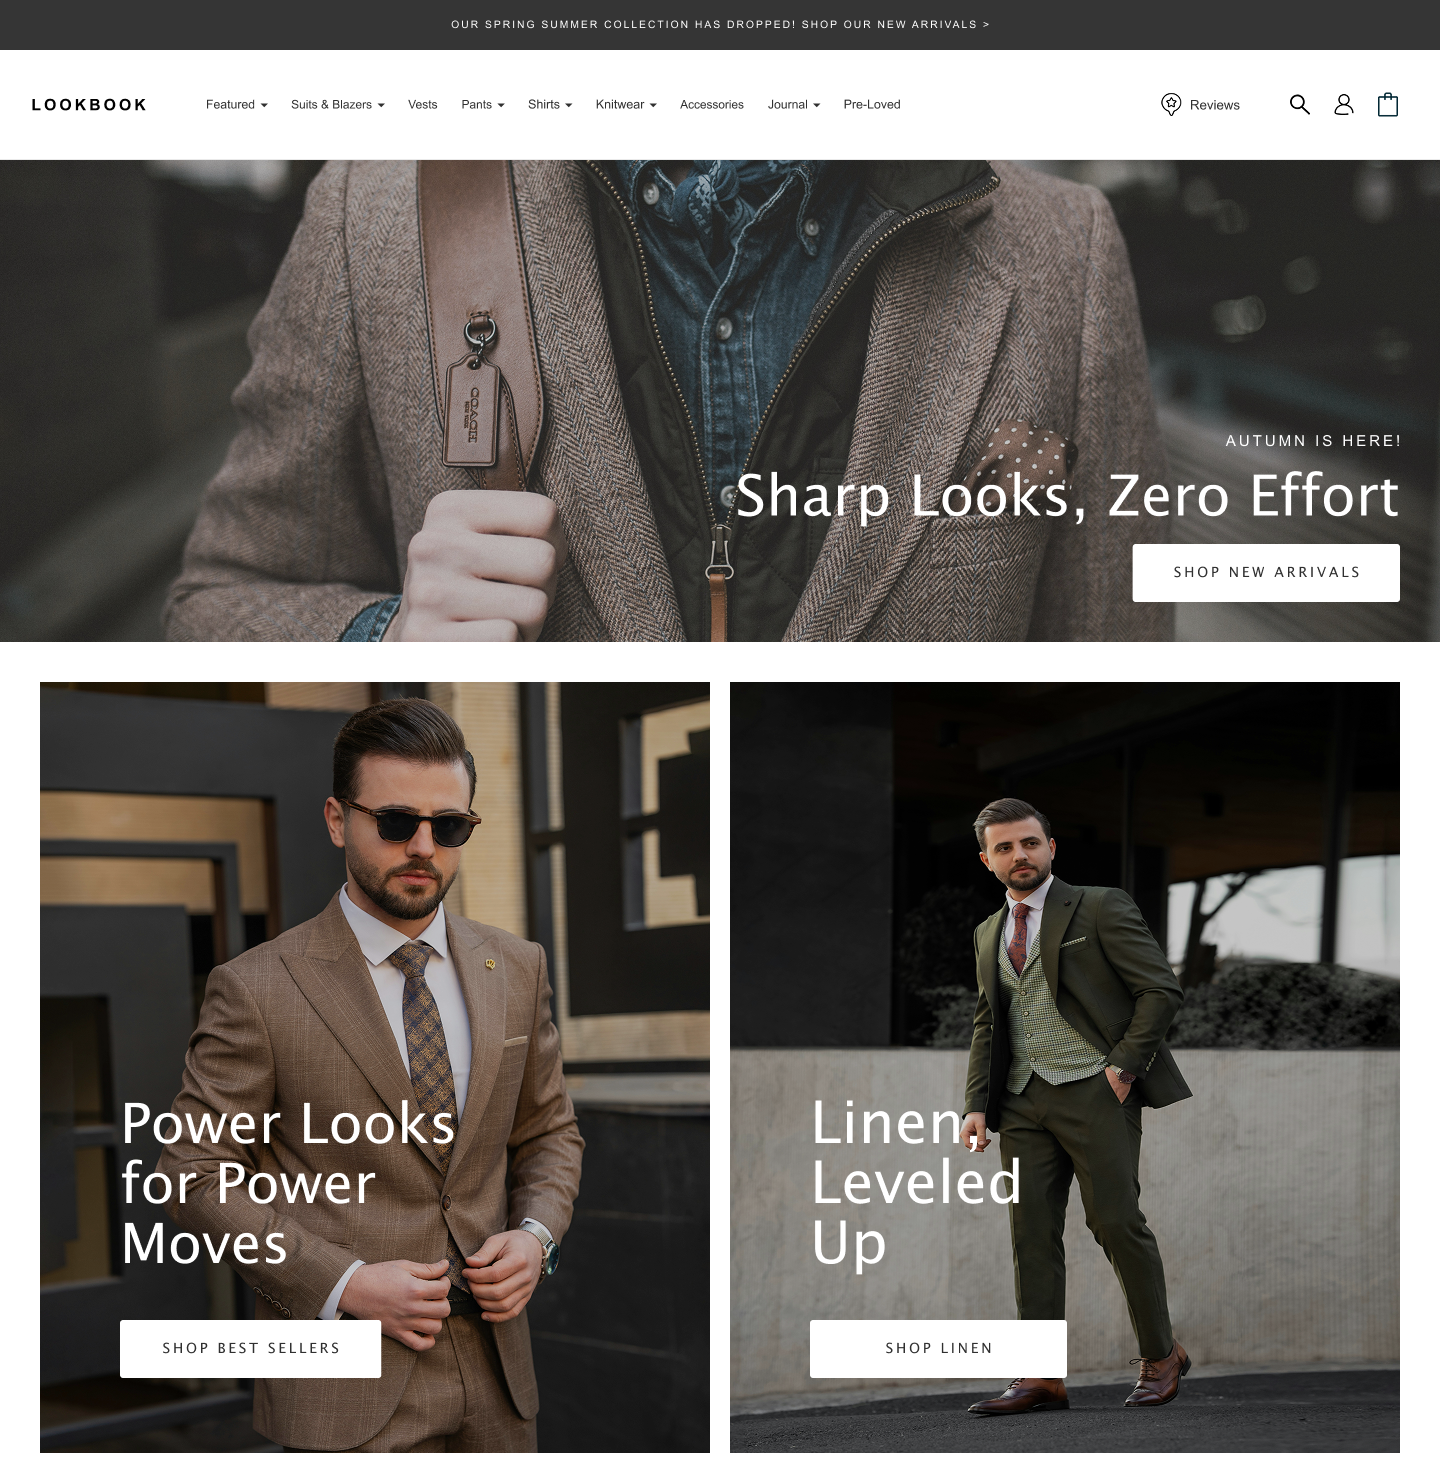 OUR SPRING SUMMER COLLECTION HAS DROPPED! SHOP OUR NEW ARRIVALS >
LOOKBOOK Featured Suits & Blazers Vests Pants Shirts Knitwear Accessories Journal Pre-Loved Reviews
COACH
NEW YORK
AUTUMN IS HERE!
Sharp Looks, Zero Effort
SHOP NEW ARRIVALS
Power Looks
for Power
Moves
SHOP BEST SELLERS
Linen,
Leveled
Up
SHOP LINEN